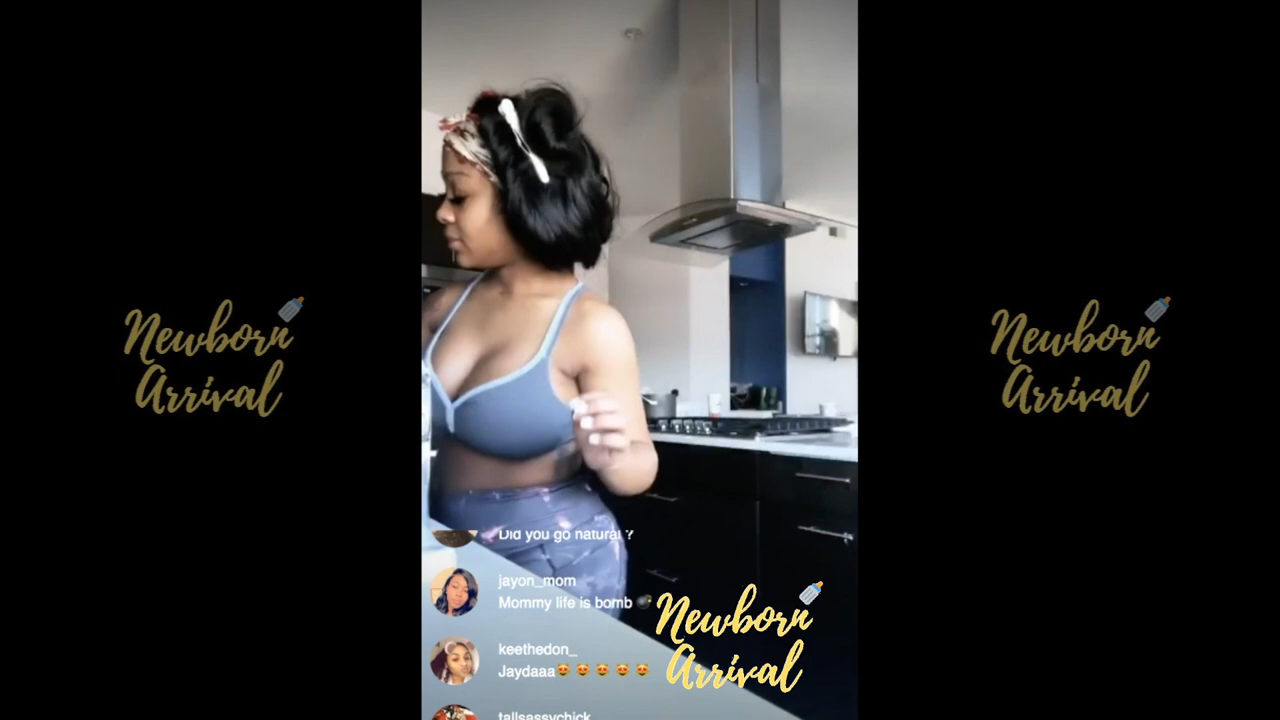 Newborn
Arrival
Newborn
Arrival
Did you go natural ?
jayon_mom
Mommy life is bomb 💣
keethedon_
Jaydaaa😍 😍 😍 😍 😍
tallsassychick
Newborn
Arrival